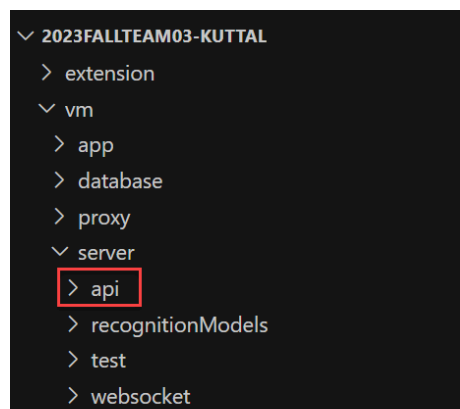 2023FALLTEAM03-KUTTAL
extension
vm
app
database
proxy
server
api
recognitionModels
test
websocket